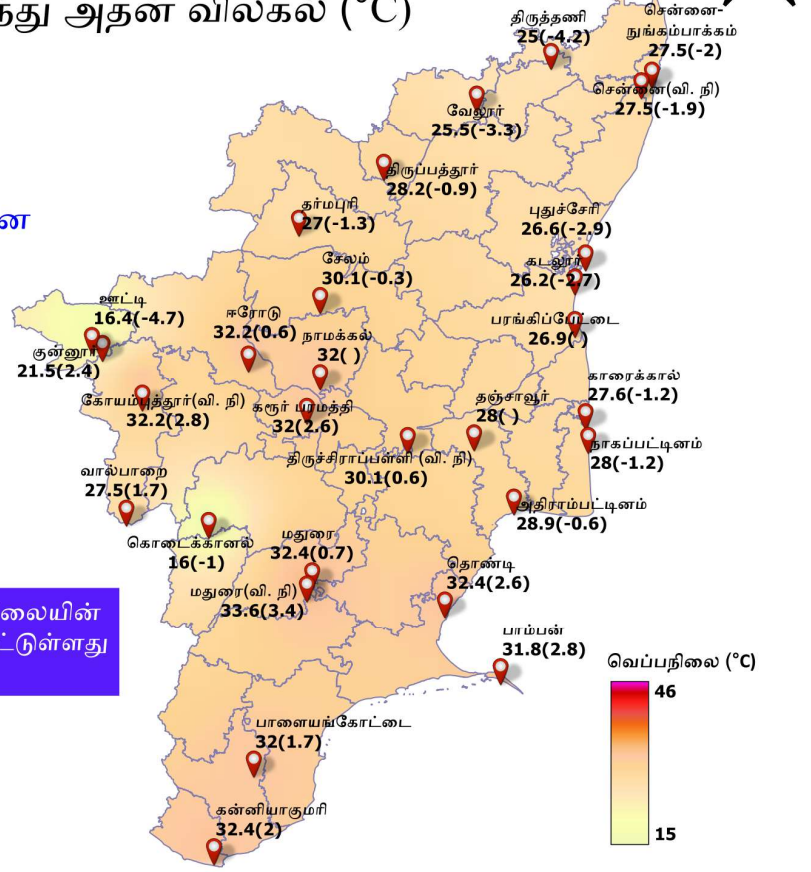 அதன் விலகல் (°C)
திருத்தணி
25(-4.2)
சென்னை-
நுங்கம்பாக்கம்
27.5(-2)
சென்னை(வி. நி)
27.5(-1.9)
வேலூர்
25.5(-3.3)
திருப்பத்தூர்
28.2(-0.9)
தர்மபுரி
27(-1.3)
புதுச்சேரி
26.6(-2.9)
கடலூர்
26.2(-2.7)
சேலம்
30.1(-0.3)
ஊட்டி
16.4(-4.7)
ஈரோடு
32.2(0.6)
நாமக்கல்
32( )
பரங்கிப்பேட்டை
26.9( )
குன்னூர்
21.5(2.4)
கோயம்புத்தூர்(வி. நி)
32.2(2.8)
கரூர் பரமத்தி
32(2.6)
தஞ்சாவூர்
28( )
காரைக்கால்
27.6(-1.2)
நாகப்பட்டினம்
28(-1.2)
திருச்சிராப்பள்ளி (வி. நி)
30.1(0.6)
வால்பாறை
27.5(1.7)
அதிராம்பட்டினம்
28.9(-0.6)
கொடைக்கானல்
16(-1)
மதுரை
32.4(0.7)
மதுரை(வி. நி)
33.6(3.4)
தொண்டி
32.4(2.6)
பாம்பன்
31.8(2.8)
பாளையங்கோட்டை
32(1.7)
கன்னியாகுமரி
32.4(2)
வெப்பநிலை (°C)
46
15